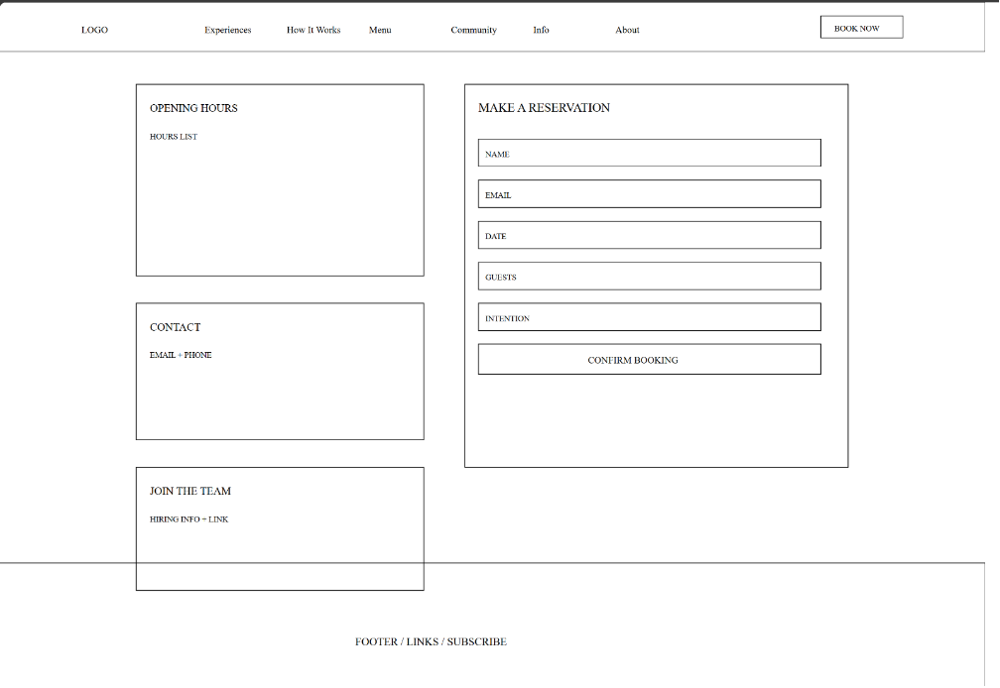 LOGO
Experiences
How It Works
Menu
Community
Info
About
BOOK NOW
OPENING HOURS
HOURS LIST
CONTACT
EMAIL + PHONE
JOIN THE TEAM
HIRING INFO + LINK
MAKE A RESERVATION
NAME
EMAIL
DATE
GUESTS
INTENTION
CONFIRM BOOKING
FOOTER / LINKS / SUBSCRIBE